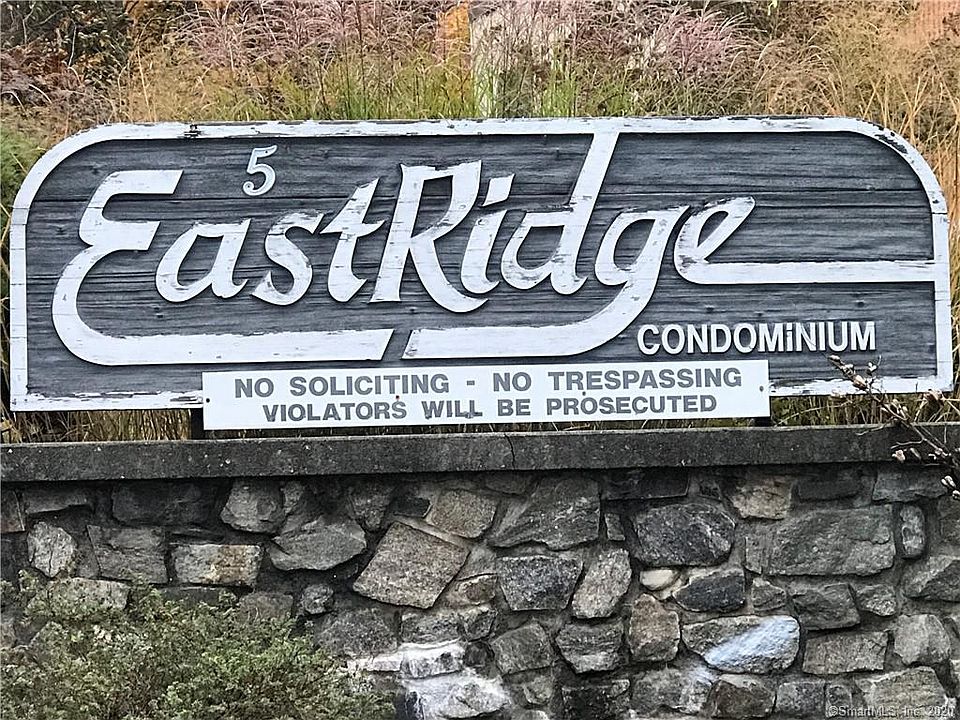 5
EastRidge
CONDOMiNIUM
NO SOLICITING - NO TRESPASSING
VIOLATORS WILL BE PROSECUTED
©SmartMLS, Inc. 2020